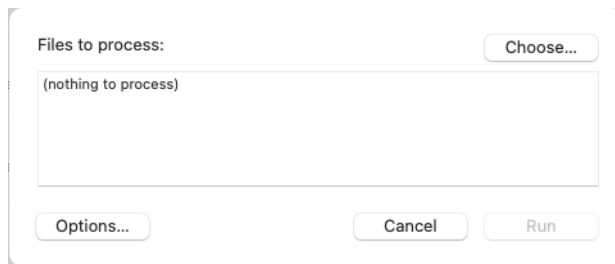 Files to process:
Choose...
(nothing to process)
Options...
Cancel
Run